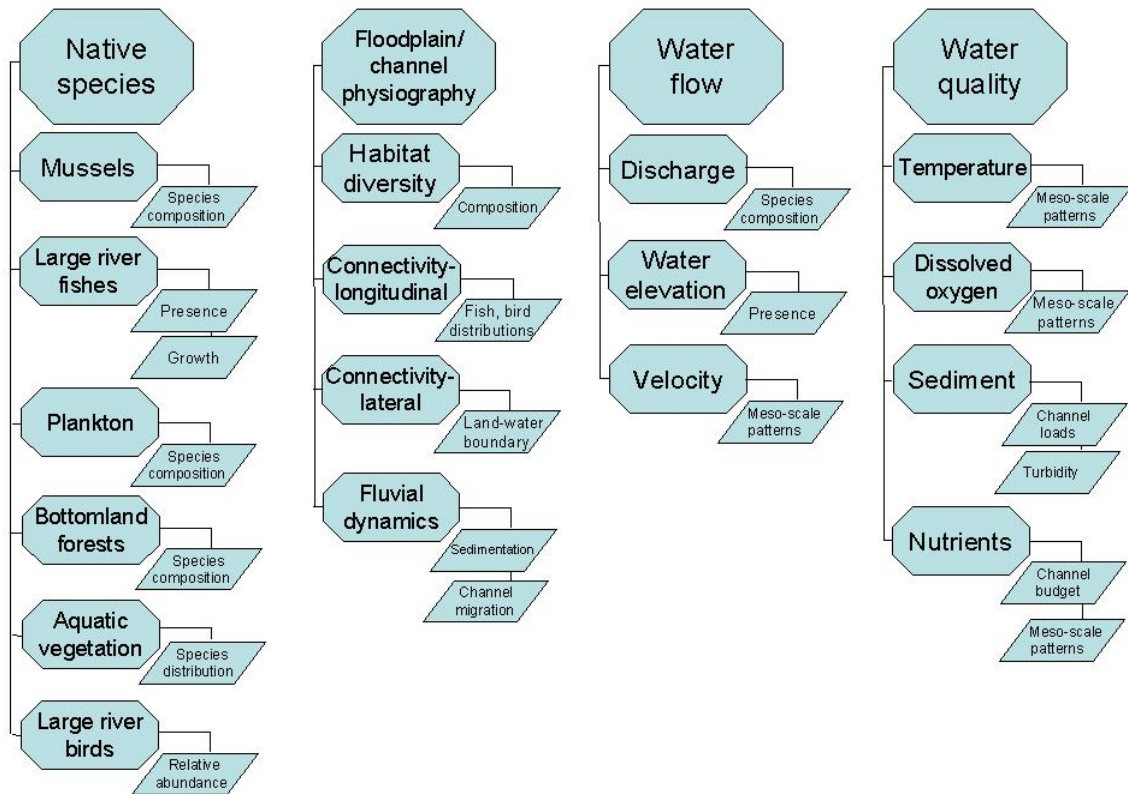 Native
species
Mussels
Species
composition
Large river
fishes
Presence
Growth
Plankton
Species
composition
Bottomland
forests
Species
composition
Aquatic
vegetation
Species
distribution
Large river
birds
Relative
abundance
Floodplain/
channel
physiography
Habitat
diversity
Composition
Connectivity-
longitudinal
Fish, bird
distributions
Connectivity-
lateral
Land-water
boundary
Fluvial
dynamics
Sedimentation
Channel
migration
Water
flow
Discharge
Species
composition
Water
elevation
Presence
Velocity
Meso-scale
patterns
Water
quality
Temperature
Meso-scale
patterns
Dissolved
oxygen
Meso-scale
patterns
Sediment
Channel
loads
Turbidity
Nutrients
Channel
budget
Meso-scale
patterns